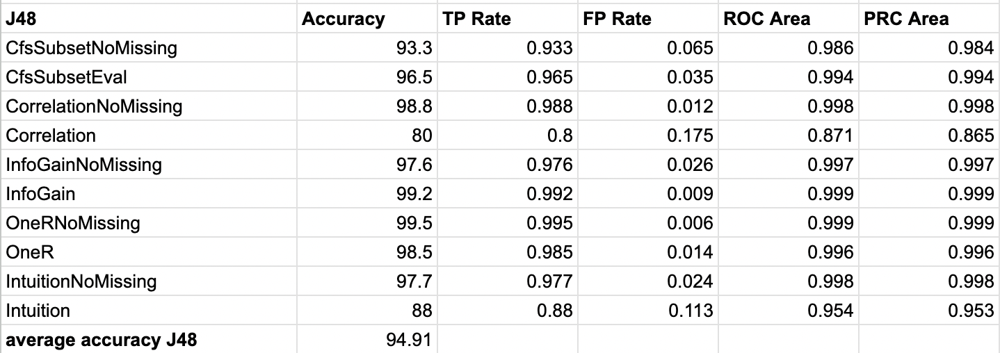 J48 Accuracy TP Rate FP Rate ROC Area PRC Area
CfsSubsetNoMissing 93.3 0.933 0.065 0.986 0.984
CfsSubsetEval 96.5 0.965 0.035 0.994 0.994
CorrelationNoMissing 98.8 0.988 0.012 0.998 0.998
Correlation 80 0.8 0.175 0.871 0.865
InfoGainNoMissing 97.6 0.976 0.026 0.997 0.997
InfoGain 99.2 0.992 0.009 0.999 0.999
OneRNoMissing 99.5 0.995 0.006 0.999 0.999
OneR 98.5 0.985 0.014 0.996 0.996
IntuitionNoMissing 97.7 0.977 0.024 0.998 0.998
Intuition 88 0.88 0.113 0.954 0.953
average accuracy J48 94.91